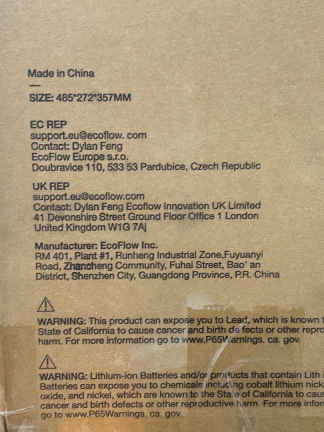 Made in China
—
SIZE: 485*272*357MM
EC REP
support.eu@ecoflow. com
Contact: Dylan Feng
EcoFlow Europe s.r.o.
Doubravice 110, 533 53 Pardubice, Czech Republic
UK REP
support.eu@ecoflow.com
Contact: Dylan Feng Ecoflow Innovation UK Limited
41 Devonshire Street Ground Floor Office 1 London
United Kingdom W1G 7Aj
Manufacturer: EcoFlow Inc.
RM 401, Plant #1, Runheng Industrial Zone,Fuyuanyi
Road, Zhancheng Community, Fuhai Street, Bao' an
District, Shenzhen City, Guangdong Province, P.R. China
WARNING: This product can expose you to Lead, which is known
State of California to cause cancer and birth defects or other
harm. For more information go to www.P65Warnings. ca. gov.
WARNING: Lithium-ion Batteries and/or products that contain
Batteries can expose you to chemicals including cobalt lithium
oxide, and nickel, which are known to the State of California to
cancer and birth defects or other reproductive harm. For more
go to www.P65Warnings. ca. gov.